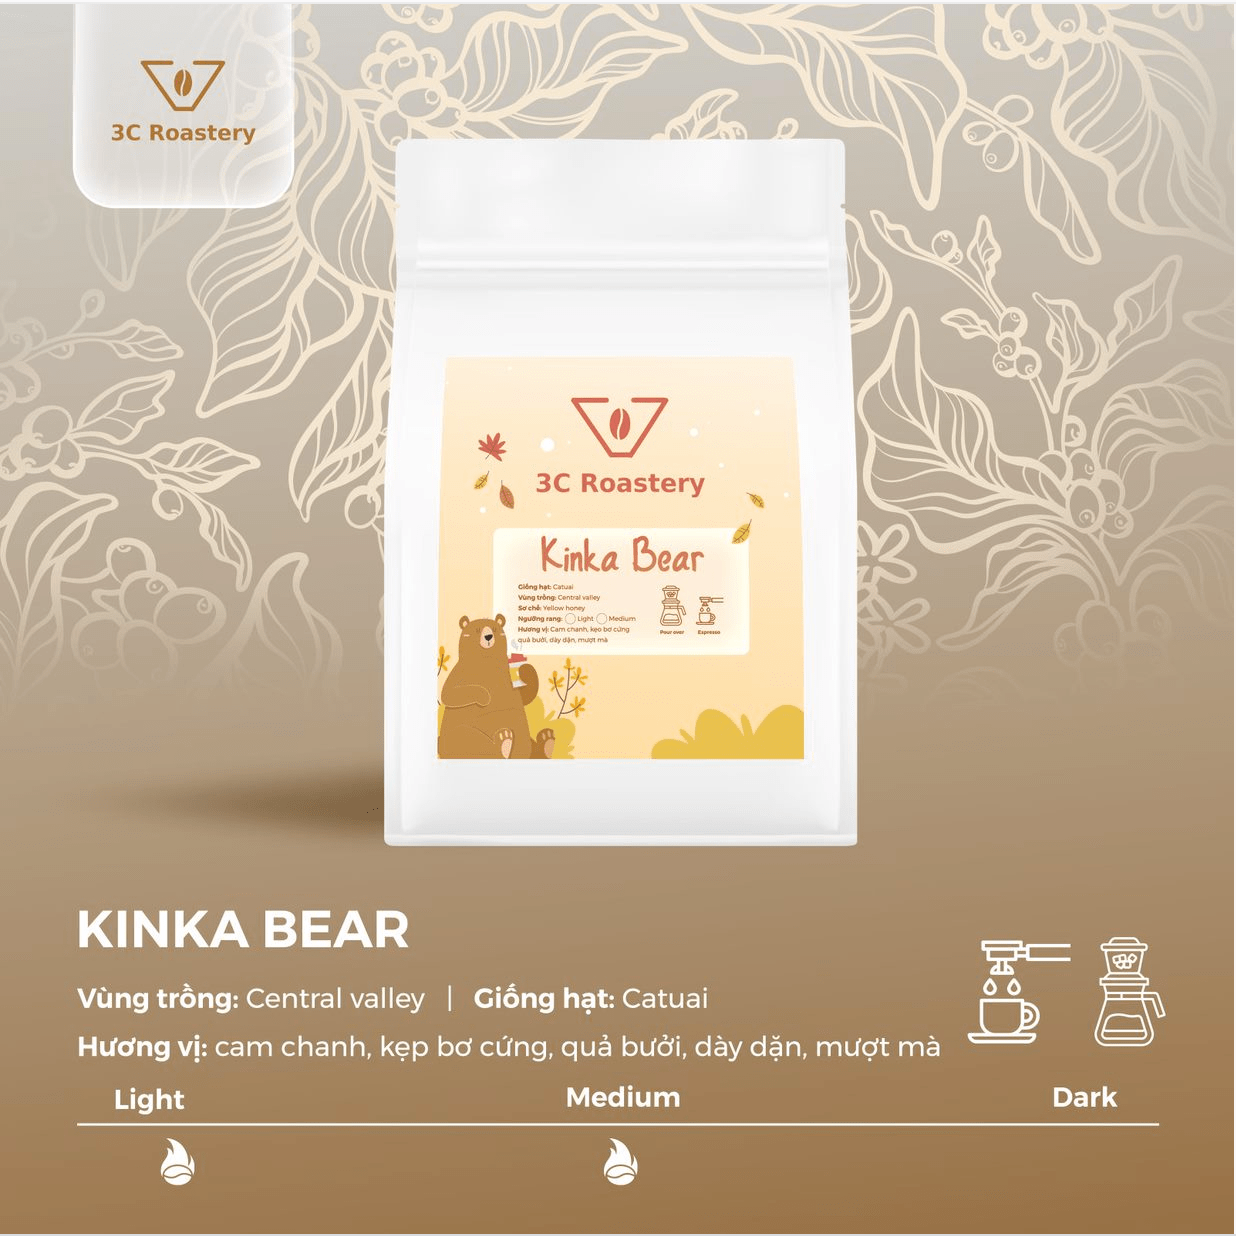 3C Roastery
3C Roastery
Kinka Bear
Giống hạt: Catuai
Vùng trồng: Central valley
Sơ chế: Yellow honey
Ngưỡng rang: Light Medium
Hương vị: Cam chanh, kẹo bơ cứng
quả bưởi, dày dặn, mượt mà
Pour over Espresso
KINKA BEAR
Vùng trồng: Central valley | Giống hạt: Catuai
Hương vị: cam chanh, kẹp bơ cứng, quả bưởi, dày dặn, mượt mà
Light Medium Dark